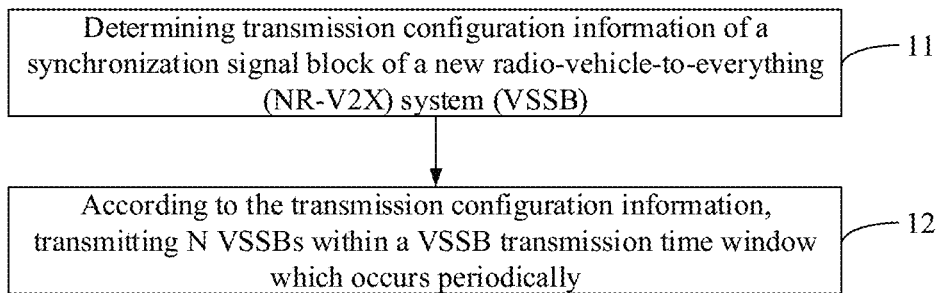 Determining transmission configuration information of a
synchronization signal block of a new radio-vehicle-to-everything
(NR-V2X) system (VSSB)
11
According to the transmission configuration information,
transmitting N VSSBs within a VSSB transmission time window
which occurs periodically
12